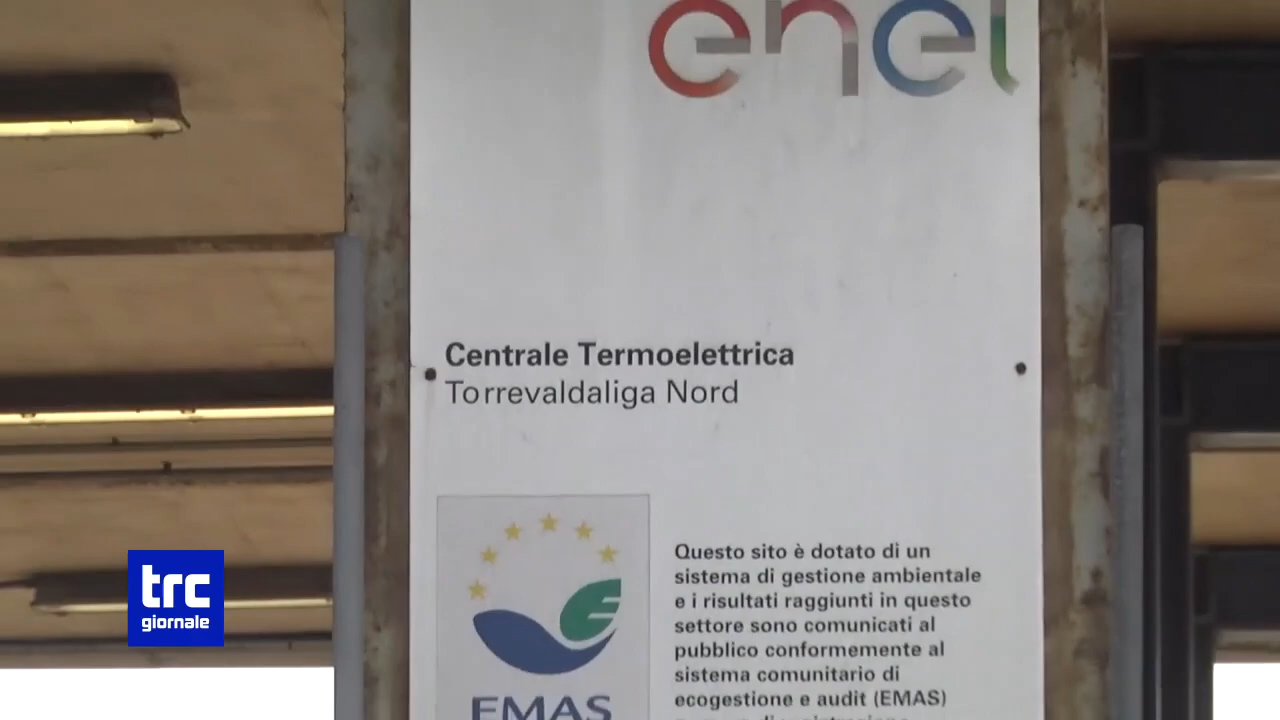 enel
Centrale Termoelettrica
Torrevaldaliga Nord
Questo sito è dotato di un
sistema di gestione ambientale
e i risultati raggiunti in questo
settore sono comunicati al
pubblico conformemente al
sistema comunitario di
ecogestione e audit (EMAS)
EMAS
trc
giornale